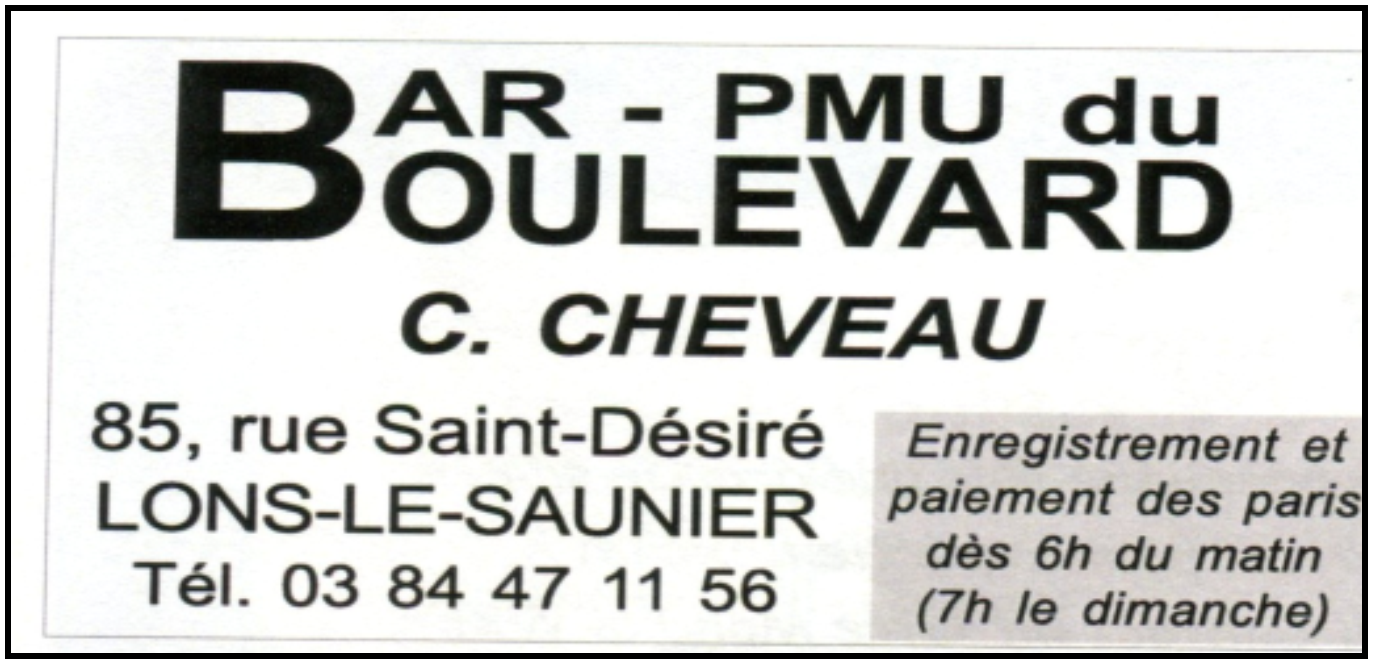 BAR - PMU du
BOULEVARD
C. CHEVEAU
85, rue Saint-Désiré
LONS-LE-SAUNIER
Tél. 03 84 47 11 56
Enregistrement et
paiement des paris
dès 6h du matin
(7h le dimanche)